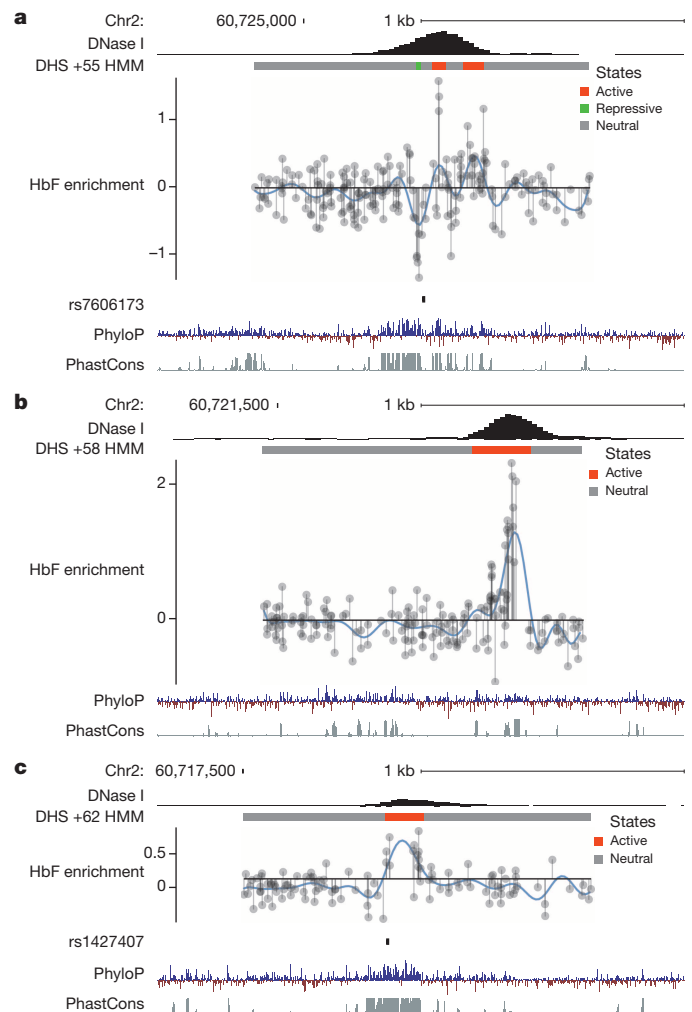 a
Chr2: 60,725,000 1 kb
DNase I
DHS +55 HMM
States
Active
Repressive
Neutral
1
HbF enrichment 0
−1
rs7606173
PhyloP
PhastCons
b
Chr2: 60,721,500 1 kb
DNase I
DHS +58 HMM
States
Active
Neutral
2
HbF enrichment
0
PhyloP
PhastCons
c
Chr2: 60,717,500 1 kb
DNase I
DHS +62 HMM
States
Active
Neutral
0.5
HbF enrichment
0
rs1427407
PhyloP
PhastCons